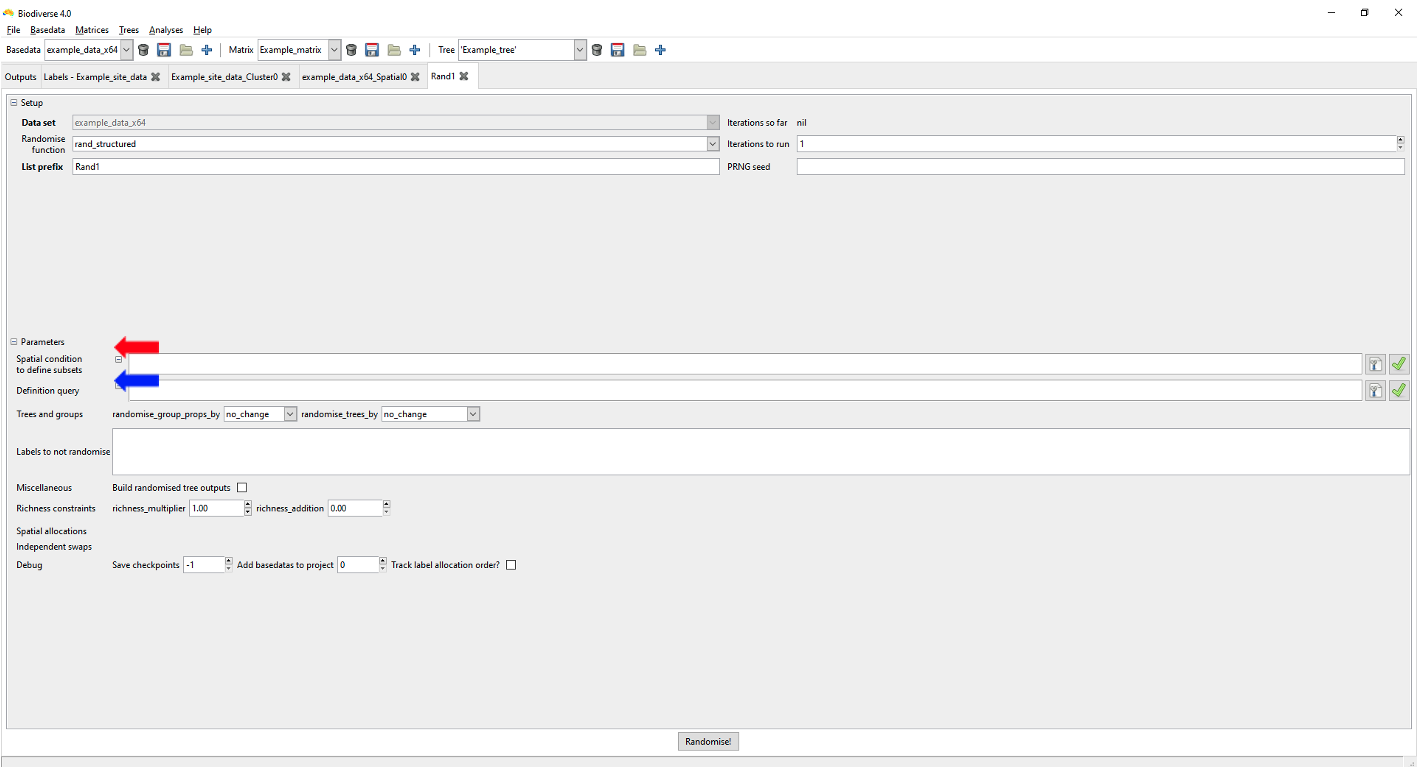 Biodiverse 4.0
File Basedata Matrices Trees Analyses Help
Basedata example_data_x64 Matrix Example_matrix Tree 'Example_tree'
Outputs Labels - Example_site_data Example_site_data_Cluster0 example_data_x64_Spatial0 Rand1
Setup
Data set example_data_x64 Iterations so far nil
Randomise
function rand_structured Iterations to run 1
List prefix Rand1 PRNG seed
Parameters
Spatial condition
to define subsets
Definition query
Trees and groups randomise_group_props_by no_change randomise_trees_by no_change
Labels to not randomise
Miscellaneous Build randomised tree outputs
Richness constraints richness_multiplier 1.00 richness_addition 0.00
Spatial allocations
Independent swaps
Debug Save checkpoints -1 Add basedatas to project 0 Track label allocation order?
Randomise!